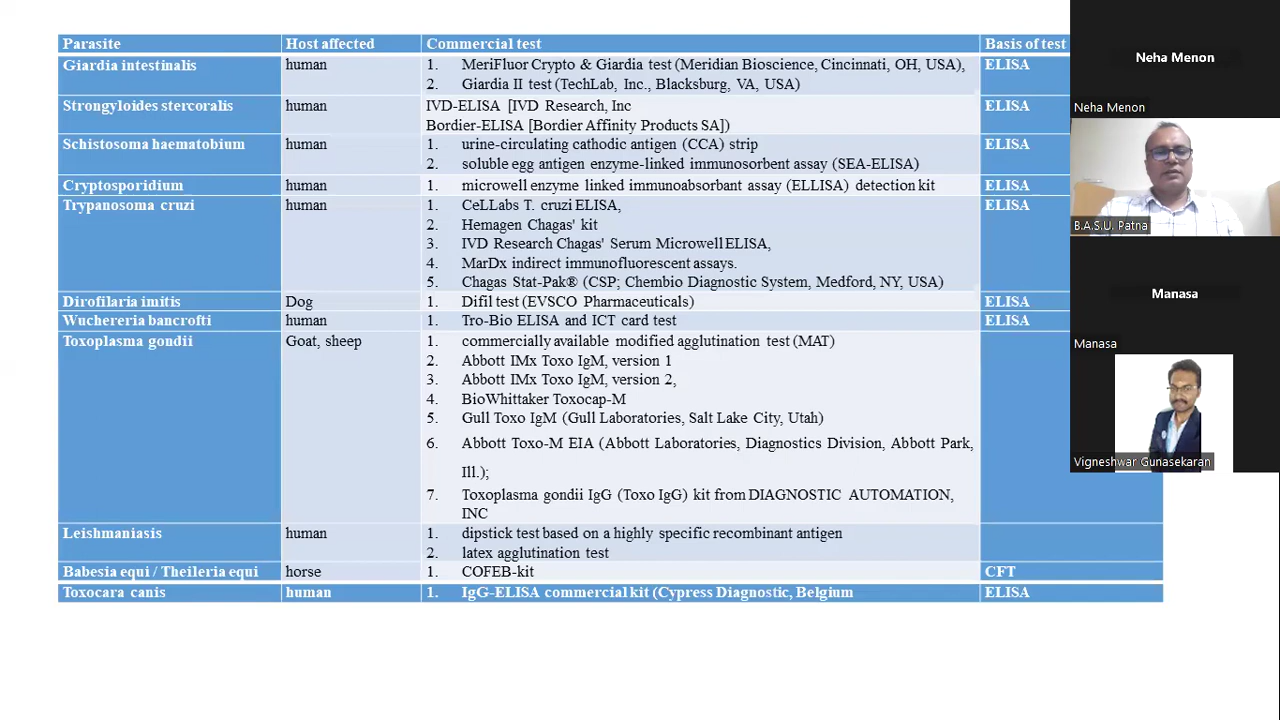 Parasite Host affected Commercial test Basis of test
Giardia intestinalis human 1. MeriFluor Crypto & Giardia test (Meridian Bioscience, Cincinnati, OH, USA), ELISA
2. Giardia II test (TechLab, Inc., Blacksburg, VA, USA)
Strongyloides stercoralis human IVD-ELISA [IVD Research, Inc ELISA
Bordier-ELISA [Bordier Affinity Products SA])
Schistosoma haematobium human 1. urine-circulating cathodic antigen (CCA) strip ELISA
2. soluble egg antigen enzyme-linked immunosorbent assay (SEA-ELISA)
Cryptosporidium human 1. microwell enzyme linked immunoabsorbant assay (ELLISA) detection kit ELISA
Trypanosoma cruzi human 1. CeLLabs T. cruzi ELISA, ELISA
2. Hemagen Chagas' kit
3. IVD Research Chagas' Serum Microwell ELISA,
4. MarDx indirect immunofluorescent assays.
5. Chagas Stat-Pak® (CSP; Chembio Diagnostic System, Medford, NY, USA)
Dirofilaria imitis Dog 1. Difil test (EVSCO Pharmaceuticals) ELISA
Wuchereria bancrofti human 1. Tro-Bio ELISA and ICT card test ELISA
Toxoplasma gondii Goat, sheep 1. commercially available modified agglutination test (MAT)
2. Abbott IMx Toxo IgM, version 1
3. Abbott IMx Toxo IgM, version 2,
4. BioWhittaker Toxocap-M
5. Gull Toxo IgM (Gull Laboratories, Salt Lake City, Utah)
6. Abbott Toxo-M EIA (Abbott Laboratories, Diagnostics Division, Abbott Park,
Ill.);
7. Toxoplasma gondii IgG (Toxo IgG) kit from DIAGNOSTIC AUTOMATION,
INC
Leishmaniasis human 1. dipstick test based on a highly specific recombinant antigen
2. latex agglutination test
Babesia equi / Theileria equi horse 1. COFEB-kit CFT
Toxocara canis human 1. IgG-ELISA commercial kit (Cypress Diagnostic, Belgium ELISA
Neha Menon
Neha Menon
B.A.S.U. Patna
Manasa
Manasa
Vigneshwar Gunasekaran